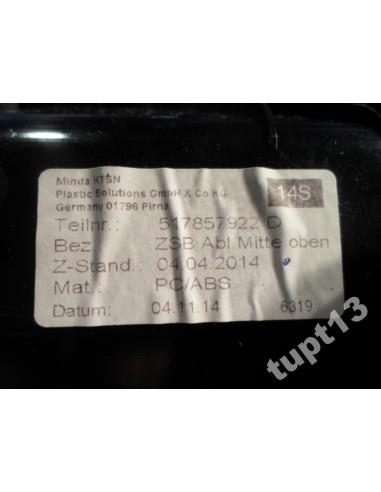 Minda KTSN
Plastic Solutions GmbH & Co KG
Germany 01796 Pirna
14S
Teilnr.: 517857922 D
Bez.: ZSB Abl.Mitte oben
Z-Stand.: 04.04.2014
Mat.: PC/ABS
Datum: 04.11.14 6319
tupt13